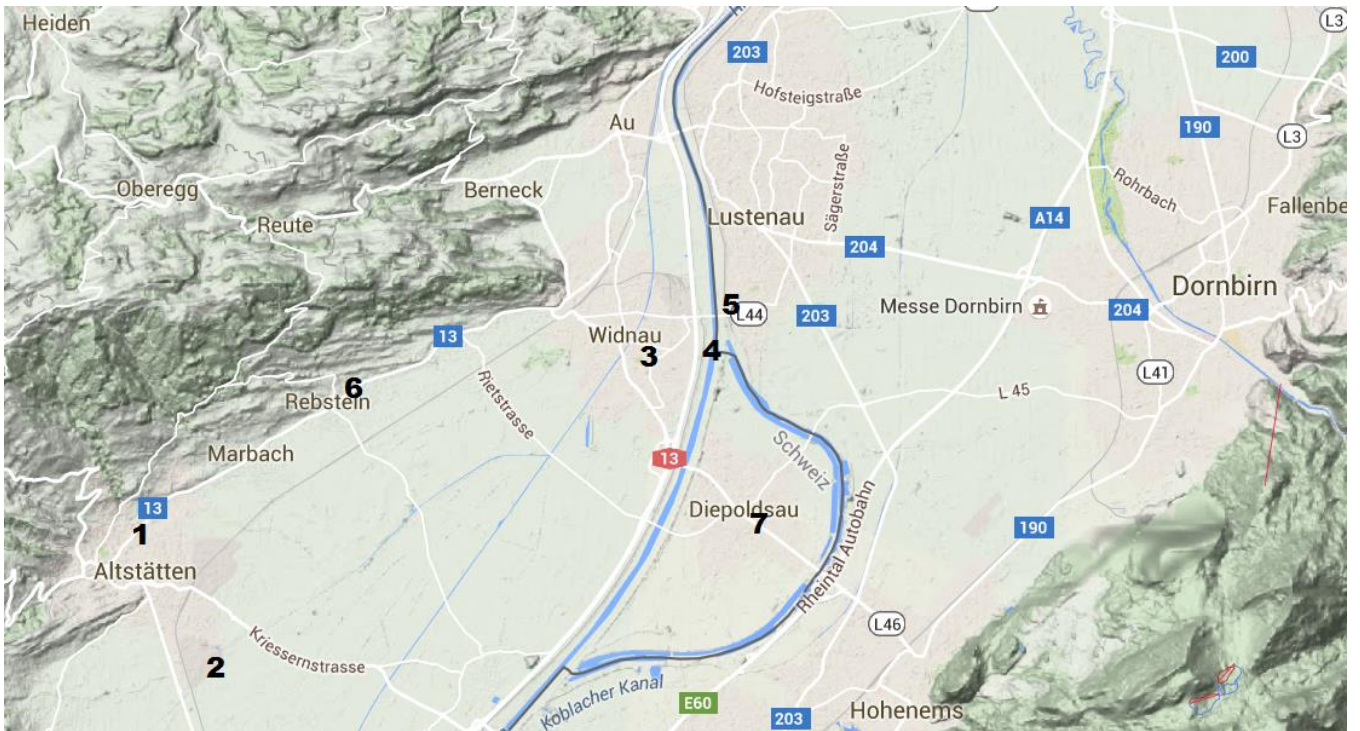 Heiden
R
L3
203
200
Hofsteigstraße
Au
190
L3
Oberegg
Berneck
Sägerstraße
Rohrbach
Reute
Lustenau
A14
Fallenbe
204
Dornbirn
5
L44
203
Messe Dornbirn
204
13
Widnau
3
4
L41
6
Rebstein
Rietstrasse
L 45
Marbach
13
Schweiz
13
Diepoldsau
7
190
1
Altstätten
Rheintal Autobahn
L46
Kriessernstrasse
2
Koblacher Kanal
E60
203
Hohenems